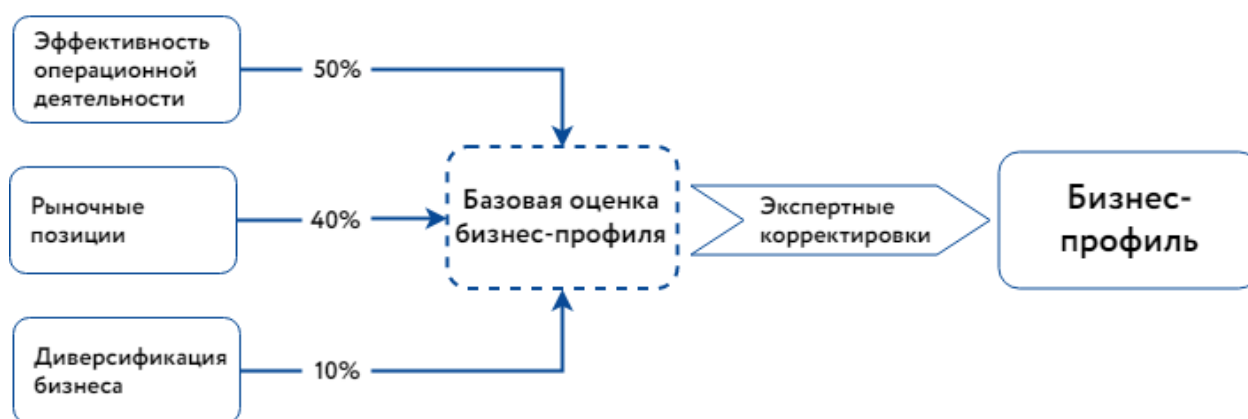 Эффективность
операционной
деятельности
50%
Рыночные
позиции
40%
Диверсификация
бизнеса
10%
Базовая оценка
бизнес-профиля
Экспертные
корректировки
Бизнес-
профиль